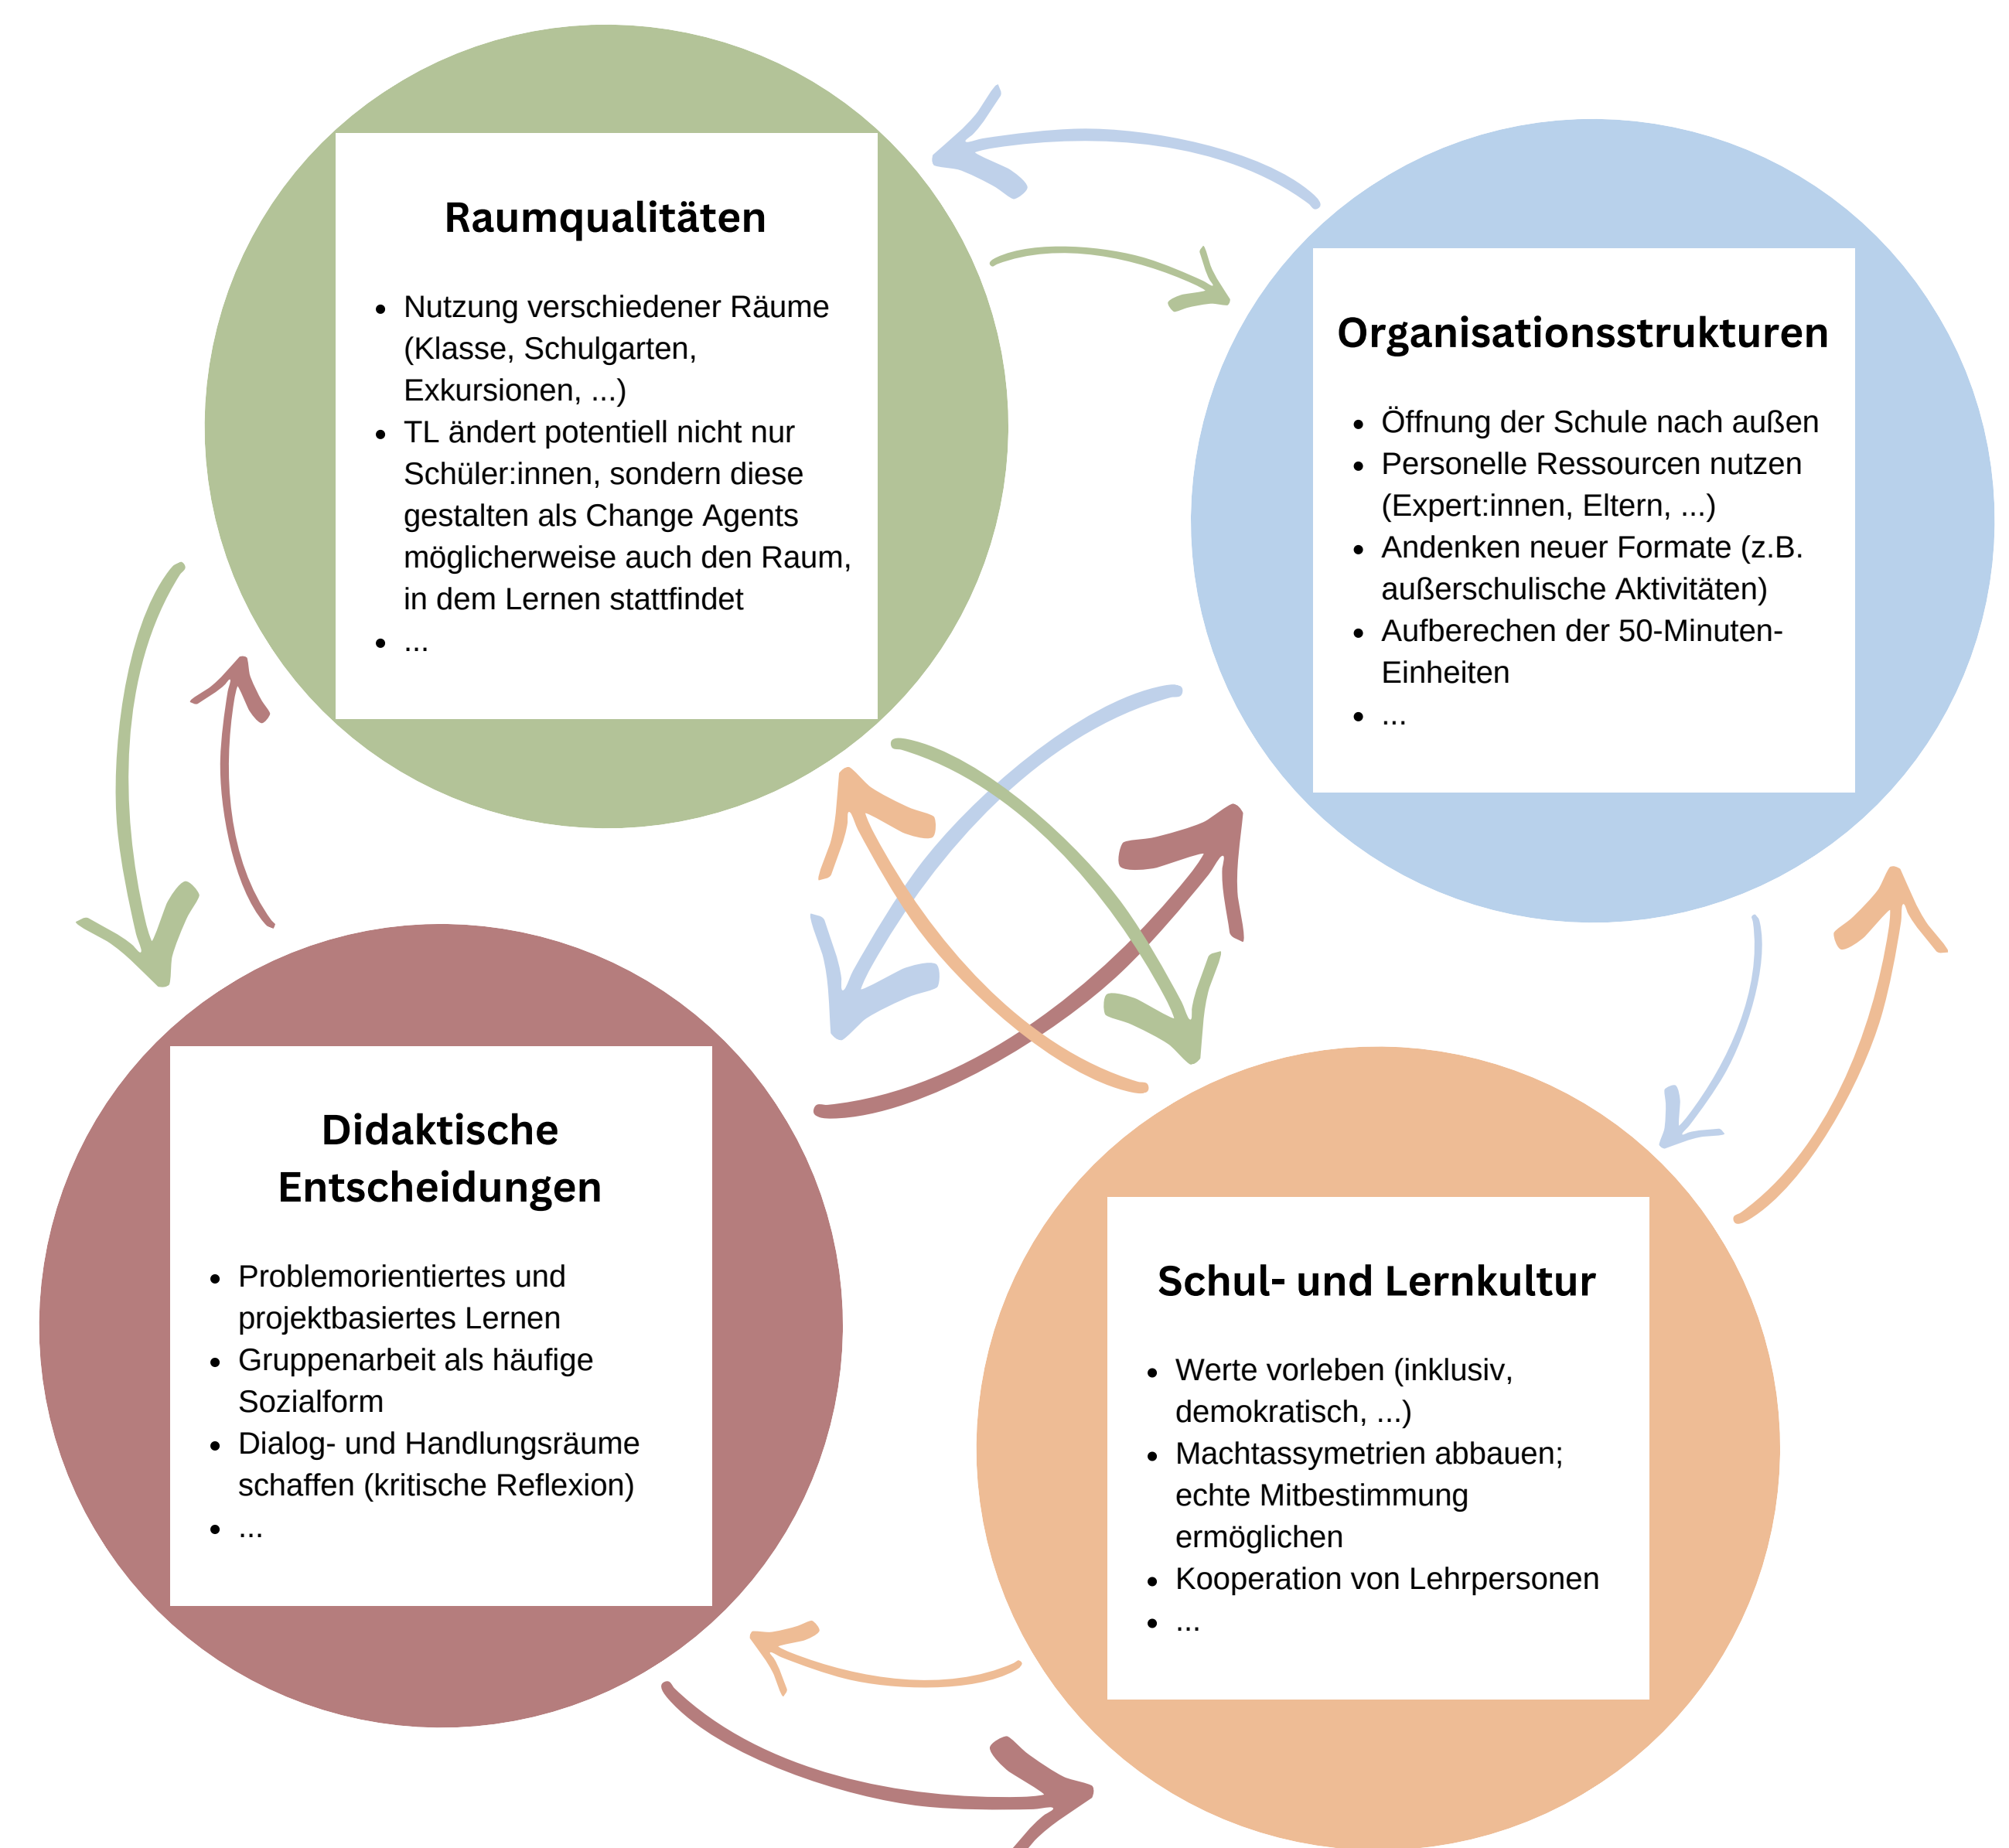 Raumqualitäten
• Nutzung verschiedener Räume
(Klasse, Schulgarten,
Exkursionen, ...)
• TL ändert potentiell nicht nur
Schüler:innen, sondern diese
gestalten als Change Agents
möglicherweise auch den Raum,
in dem Lernen stattfindet
• ...
Organisationsstrukturen
• Öffnung der Schule nach außen
• Personelle Ressourcen nutzen
(Expert:innen, Eltern, ...)
• Andenken neuer Formate (z.B.
außerschulische Aktivitäten)
• Aufberechen der 50-Minuten-
Einheiten
• ...
Didaktische
Entscheidungen
• Problemorientiertes und
projektbasiertes Lernen
• Gruppenarbeit als häufige
Sozialform
• Dialog- und Handlungsräume
schaffen (kritische Reflexion)
• ...
Schul- und Lernkultur
• Werte vorleben (inklusiv,
demokratisch, ...)
• Machtassymetrien abbauen;
echte Mitbestimmung
ermöglichen
• Kooperation von Lehrpersonen
• ...